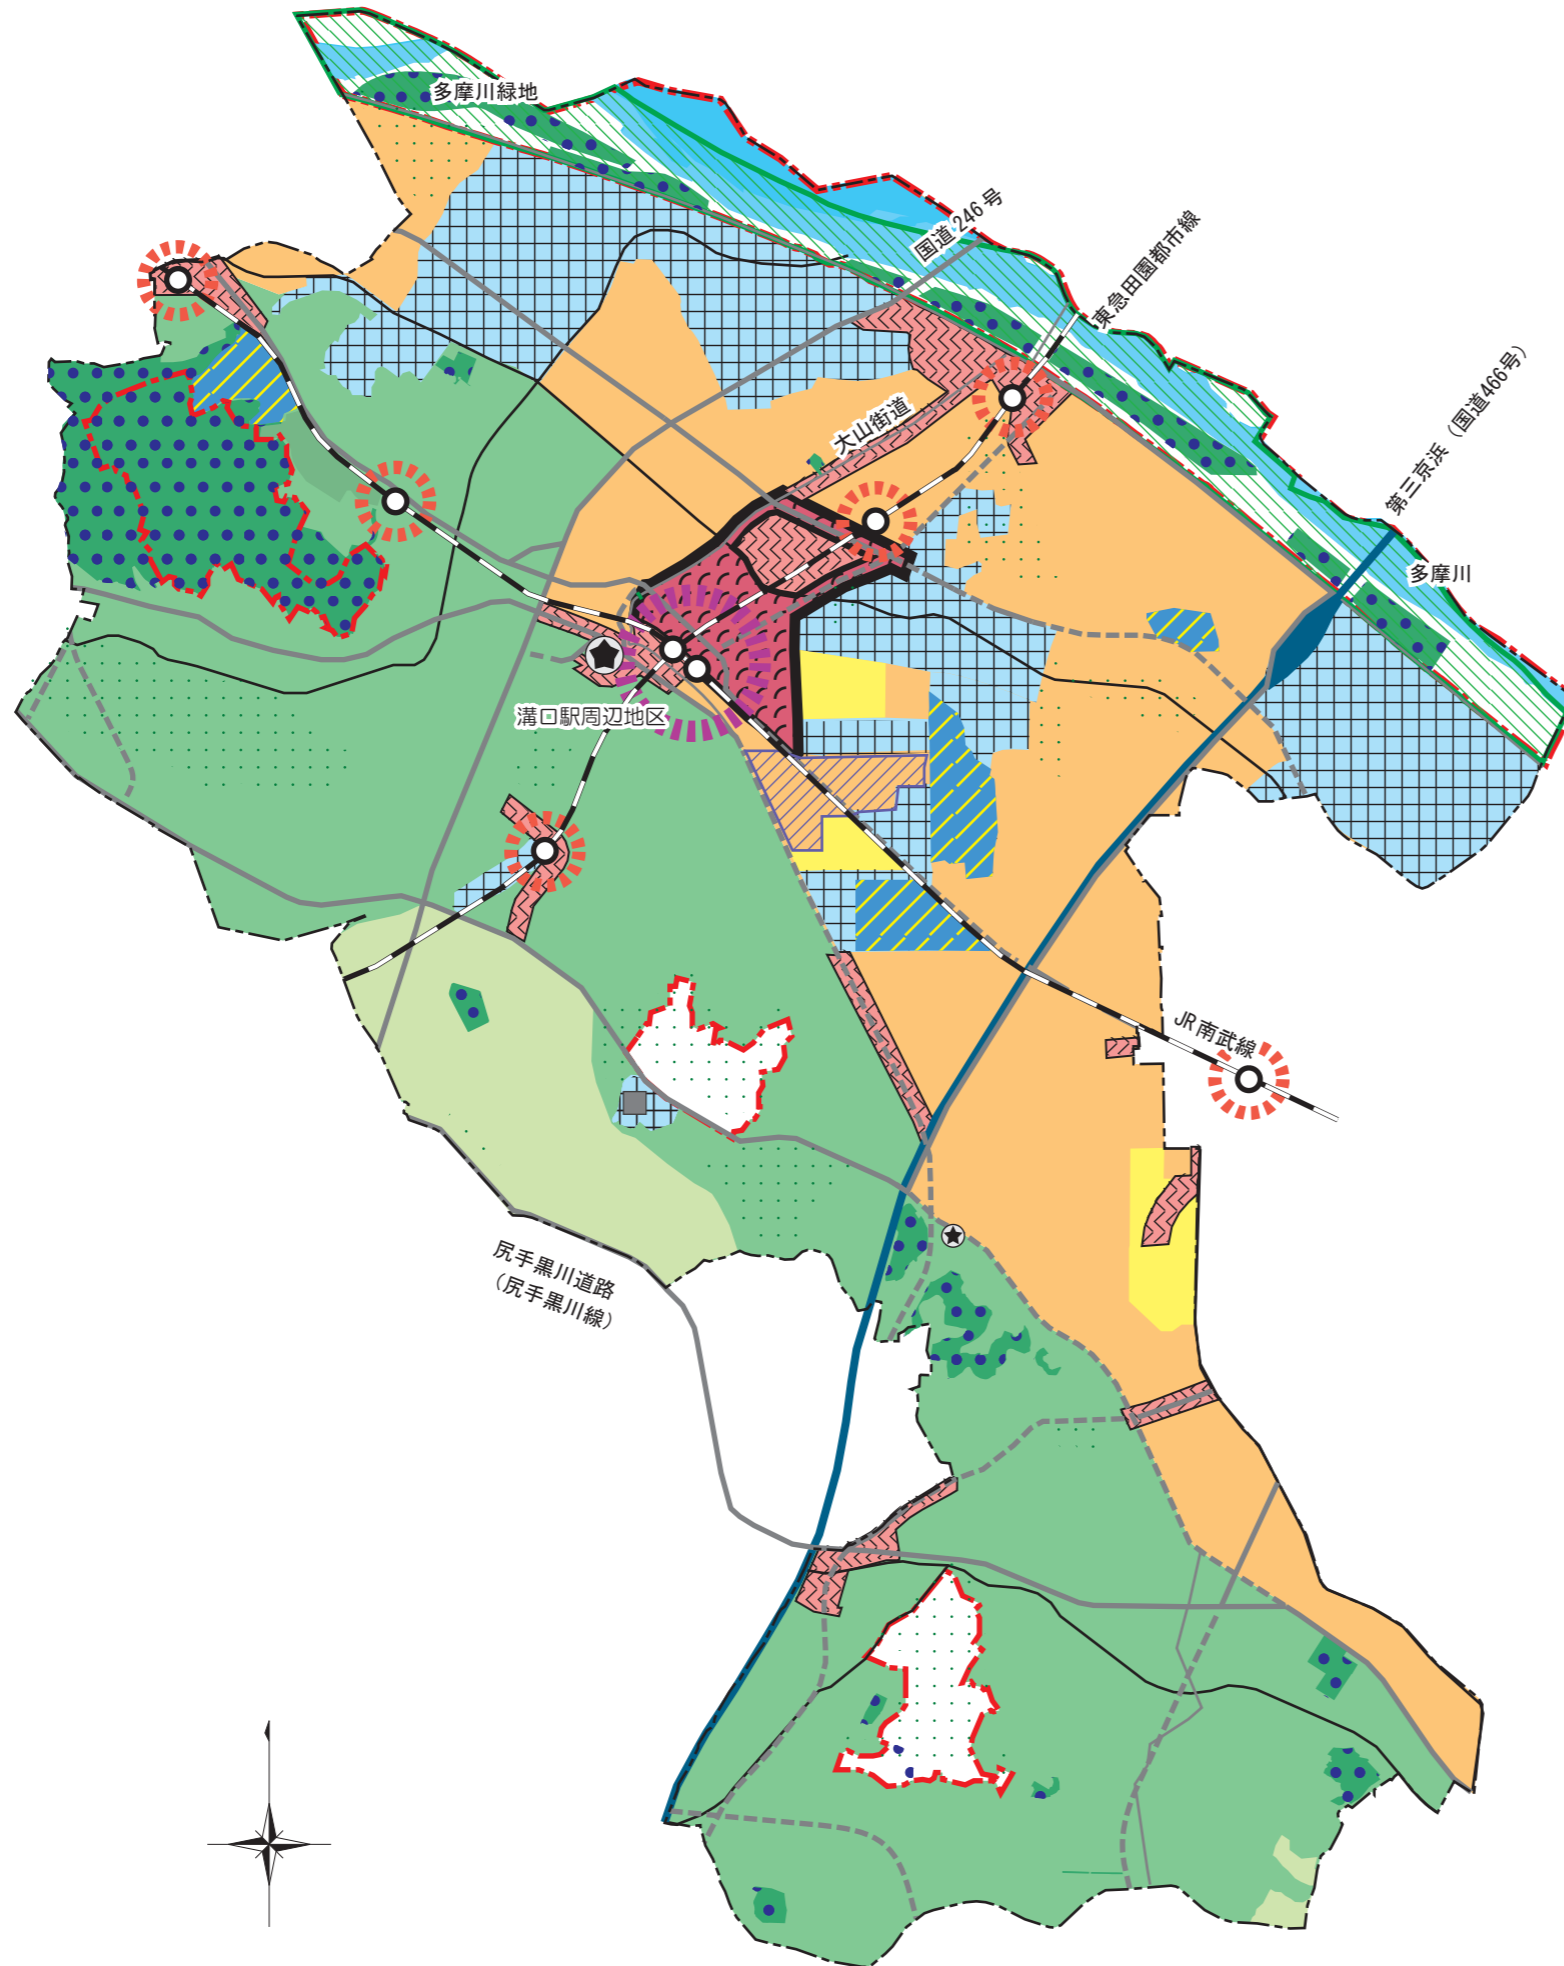 多摩川緑地
国道 246号
東急田園都市線
大山街道
第三京浜（国道466号）
多摩川
溝口駅周辺地区
JR南武線
尻手黒川道路
（尻手黒川線）